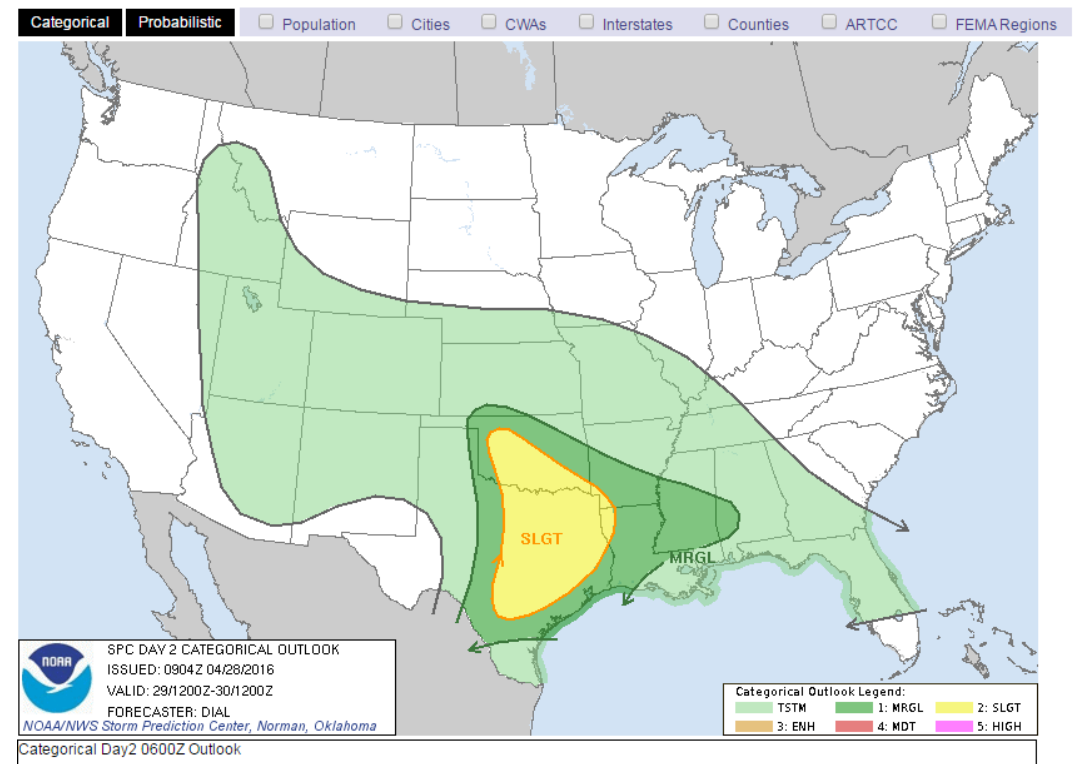 Categorical Probabilistic Population Cities CWAs Interstates Counties ARTCC FEMA Regions
SLGT
MRGL
NOAA
SPC DAY 2 CATEGORICAL OUTLOOK
ISSUED: 0904Z 04/28/2016
VALID: 29/1200Z-30/1200Z
FORECASTER: DIAL
NOAA/NWS Storm Prediction Center, Norman, Oklahoma
Categorical Outlook Legend:
TSTM 1: MRGL 2: SLGT
3: ENH 4: MDT 5: HIGH
Categorical Day2 0600Z Outlook